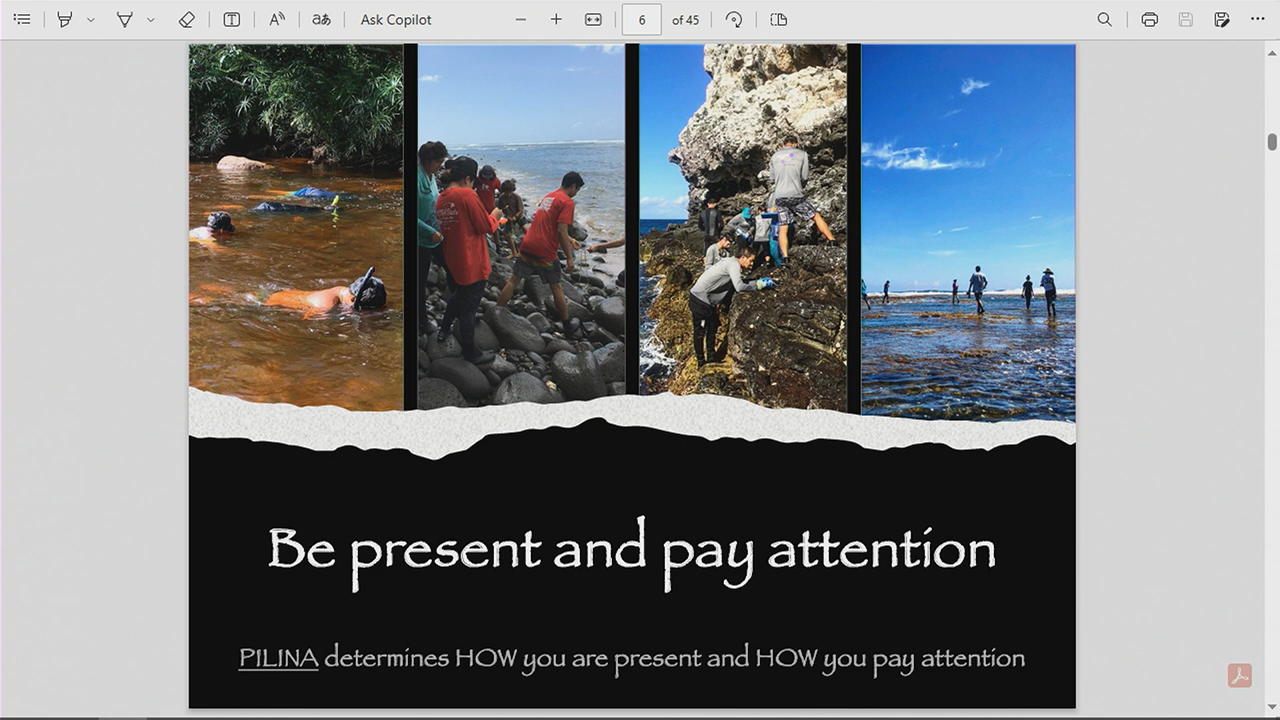 Ask Copilot
6
of 45
Be present and pay attention
PILINA determines HOW you are present and HOW you pay attention